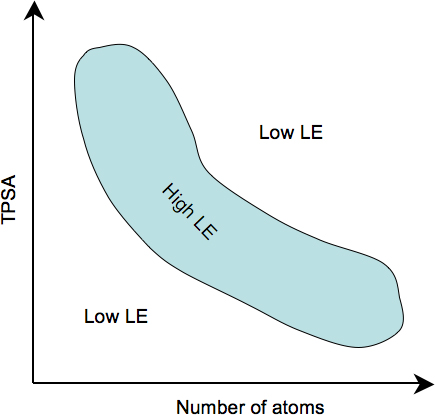 Low LE
High LE
TPSA
Low LE
Number of atoms